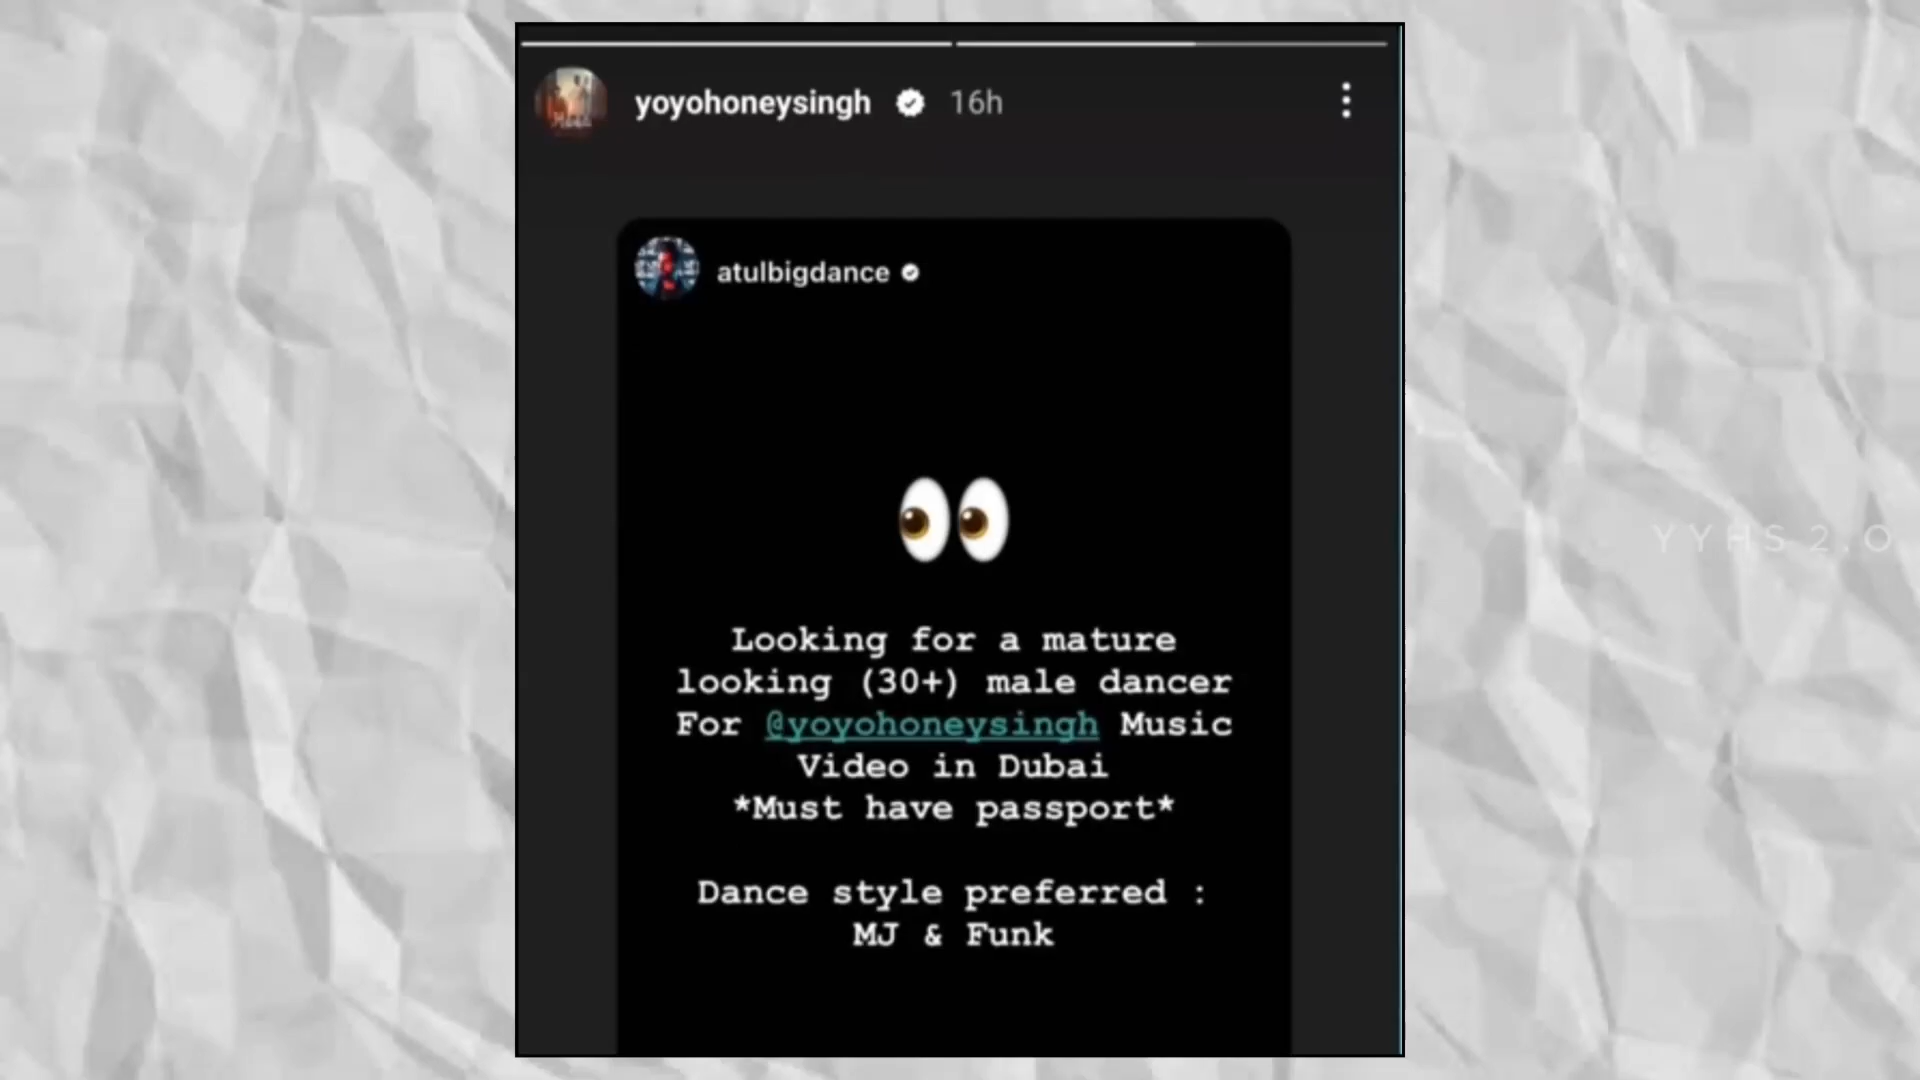 yoyohoneysingh 16h
atulbigdance
Looking for a mature
looking (30+) male dancer
For @yoyohoneysingh Music
Video in Dubai
*Must have passport*
Dance style preferred :
MJ & Funk
YYHS 2.O